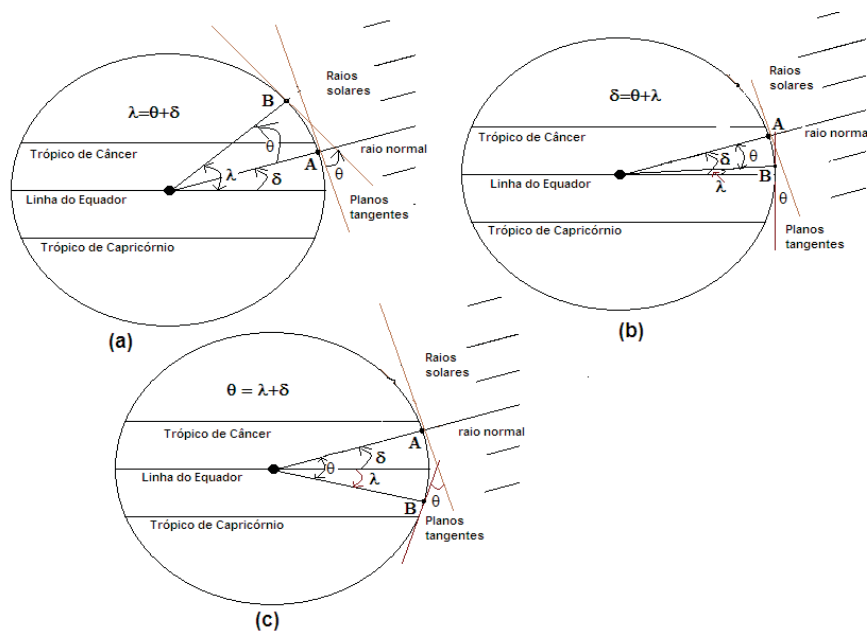 Raios
solares
B
λ=θ+δ
θ
Trópico de Câncer
A
raio normal
λ
δ
θ
Linha do Equador
Planos
tangentes
Trópico de Capricórnio
(a)
Raios
solares
δ=θ+λ
A
Trópico de Câncer
raio normal
δ
θ
B
Linha do Equador
λ
θ
Trópico de Capricórnio
Planos
tangentes
(b)
Raios
solares
θ = λ+δ
Trópico de Câncer
A
raio normal
δ
θ
Linha do Equador
λ
B
θ
Trópico de Capricórnio
Planos
tangentes
(c)